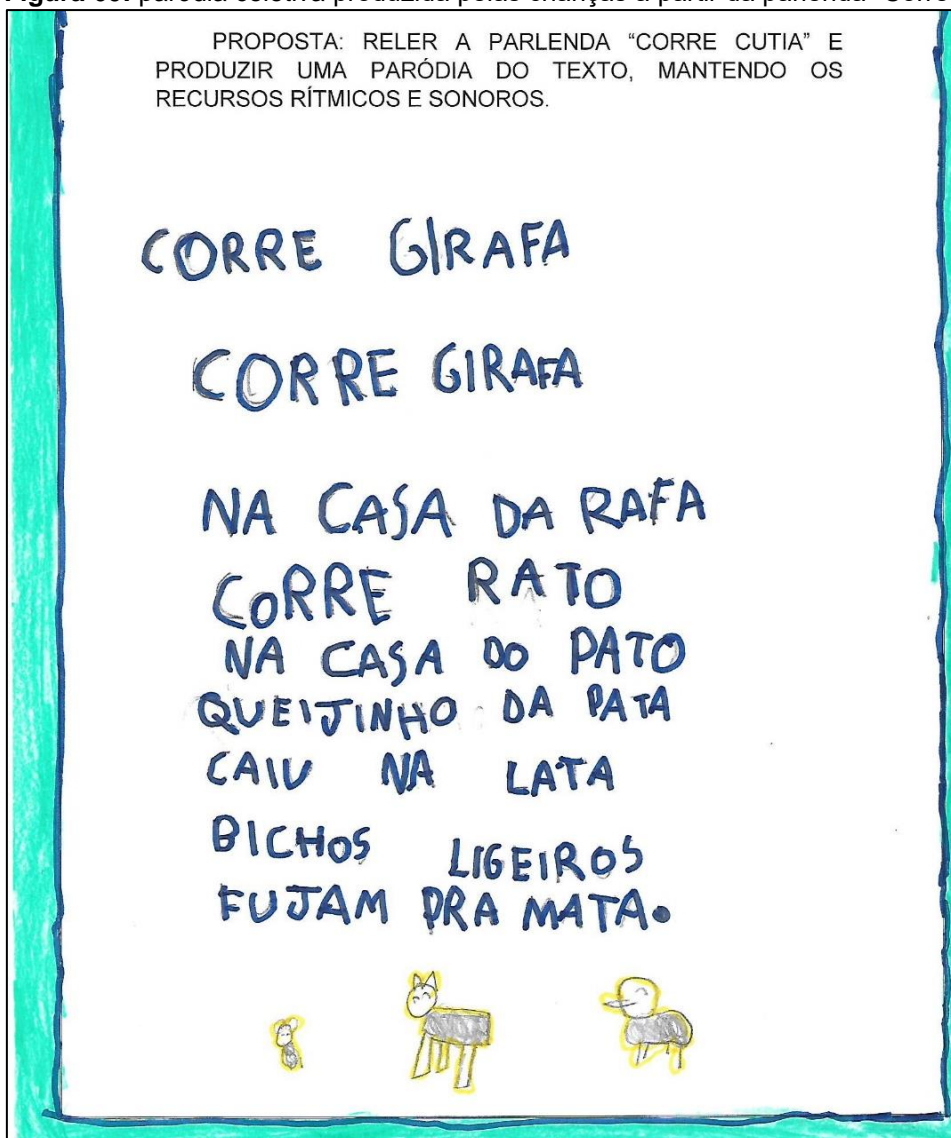 PROPOSTA: RELER A PARLENDA "CORRE CUTIA" E
PRODUZIR UMA PARÓDIA DO TEXTO, MANTENDO OS
RECURSOS RÍTMICOS E SONOROS.
CORRE GIRAFA
CORRE GIRAFA
NA CASA DA RAFA
CORRE RATO
NA CASA DO PATO
QUEIJINHO DA PATA
CAIU NA LATA
BICHOS LIGEIROS
FUJAM PRA MATA.